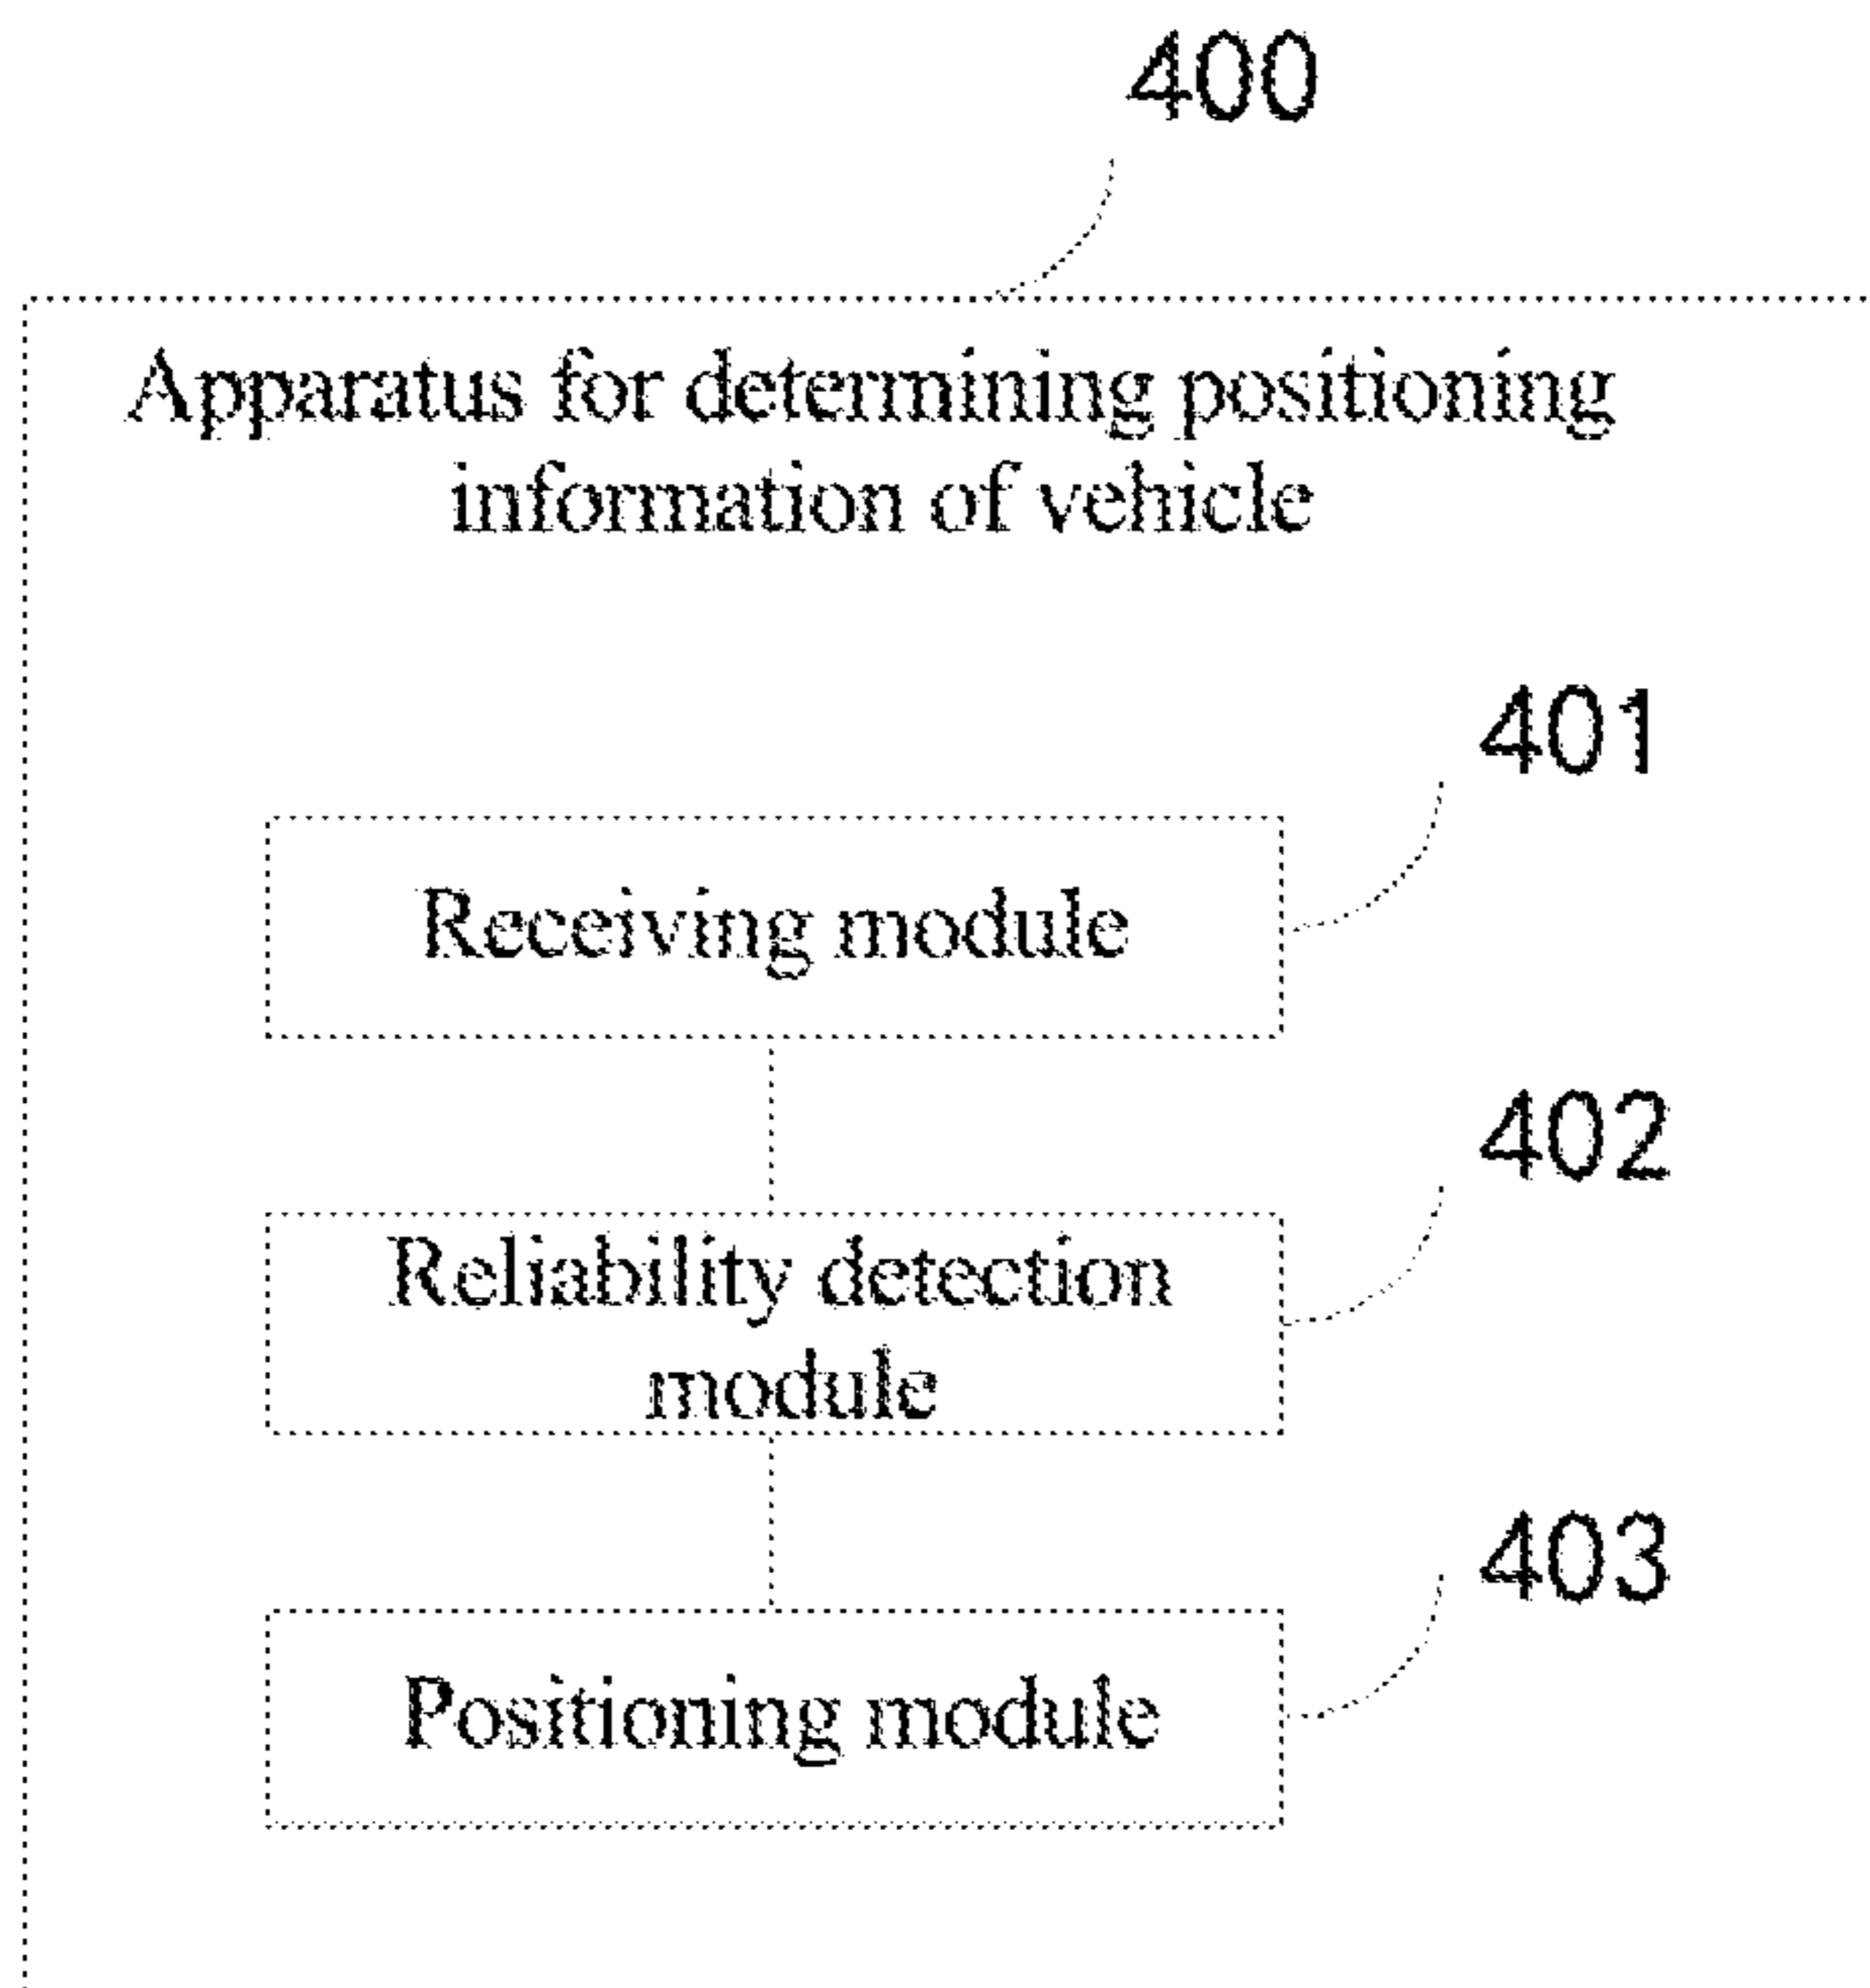 400
Apparatus for determining positioning
information of vehicle
401
Receiving module
402
Reliability detection
module
403
Positioning module